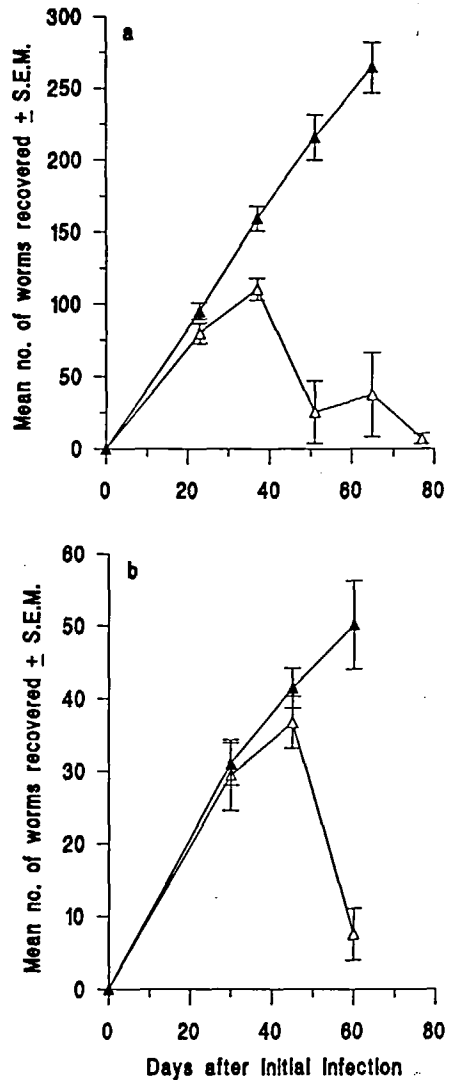 a
Mean no. of worms recovered ± S.E.M.
300
250
200
150
100
50
0
0 20 40 60 80
b
Mean no. of worms recovered ± S.E.M.
60
50
40
30
20
10
0
0 20 40 60 80
Days after initial infection